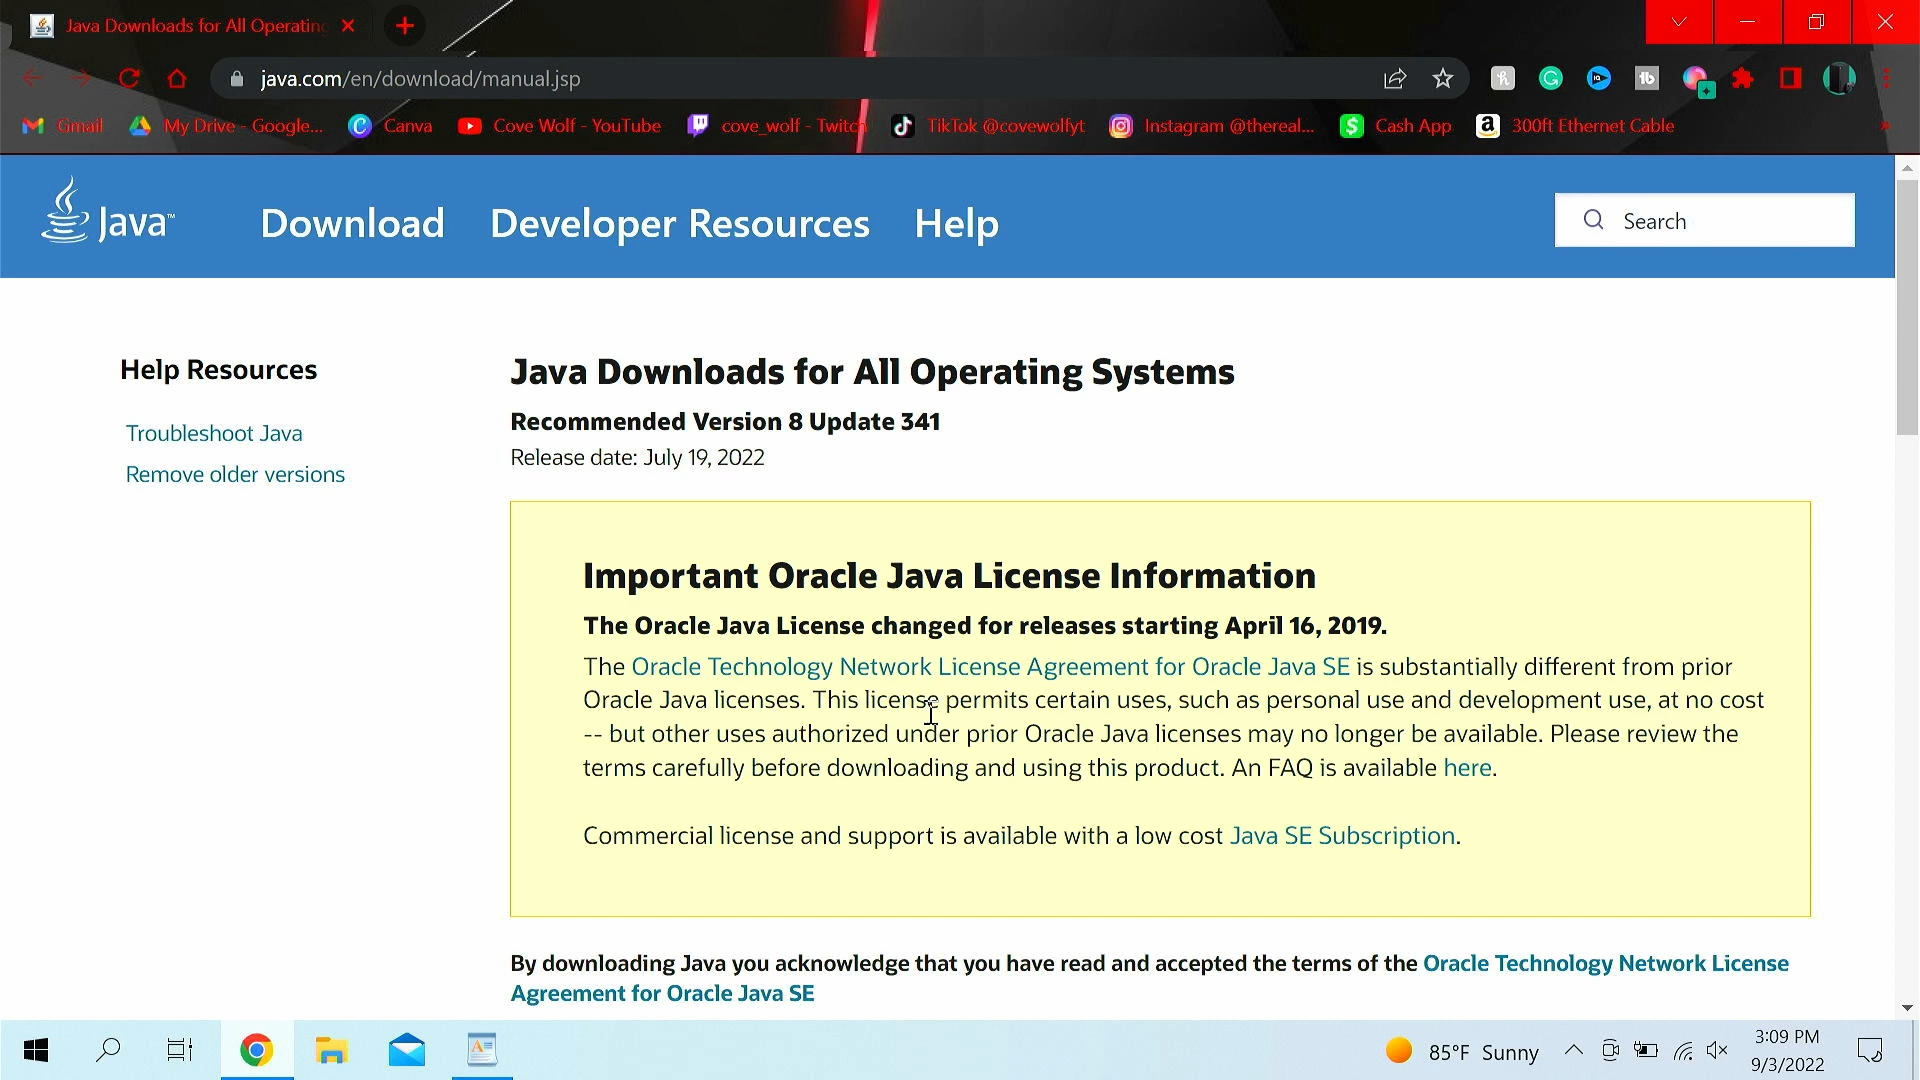 Java Downloads for All Operating
java.com/en/download/manual.jsp
Gmail My Drive - Google... Canva Cove Wolf - YouTube cove_wolf - Twitch TikTok @covewolfyt Instagram @thereal... Cash App 300ft Ethernet Cable »
Java™ Download Developer Resources Help Search
Help Resources
Troubleshoot Java
Remove older versions
Java Downloads for All Operating Systems
Recommended Version 8 Update 341
Release date: July 19, 2022
Important Oracle Java License Information
The Oracle Java License changed for releases starting April 16, 2019.
The Oracle Technology Network License Agreement for Oracle Java SE is substantially different from prior
Oracle Java licenses. This license permits certain uses, such as personal use and development use, at no cost
-- but other uses authorized under prior Oracle Java licenses may no longer be available. Please review the
terms carefully before downloading and using this product. An FAQ is available here.
Commercial license and support is available with a low cost Java SE Subscription.
By downloading Java you acknowledge that you have read and accepted the terms of the Oracle Technology Network License
Agreement for Oracle Java SE
85°F Sunny
3:09 PM
9/3/2022